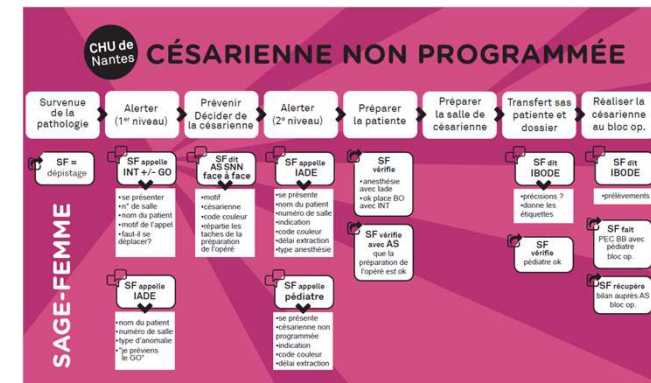 CHU de
Nantes
CÉSARIENNE NON PROGRAMMÉE
Survenue
de la
pathologie
Alerter
(1er niveau)
Prévenir
Décider de
la césarienne
Alerter
(2e niveau)
Préparer
la patiente
Préparer
la salle de
césarienne
Transfert sas
patiente et
dossier
Réaliser la
césarienne
au bloc op.
SAGE-FEMME
SF =
dépistage
SF appelle
INT +/- GO
•se présenter
•n° de salle
•nom du patient
•motif de l'appel
•faut-il se
déplacer?
SF appelle
IADE
•nom du patient
•numéro de salle
•type d'anomalie
•"je préviens
le GO"
SF dit
AS SNN
face à face
•motif
•césarienne
•code couleur
•répartie les
taches de la
préparation
de l'opéré
SF appelle
IADE
•se présente
•nom du patient
•numéro de salle
•indication
•code couleur
•délai extraction
•type anesthésie
SF appelle
pédiatre
•se présente
•césarienne non
programmée
•indication
•code couleur
•délai extraction
SF
vérifie
•anesthésie
avec Iade
•ok place BO
avec INT
SF vérifie
avec AS
que la
préparation de
l'opéré est ok
SF dit
IBODE
•précisions ?
•donne les
étiquettes
SF
vérifie
pédiatre ok
SF dit
IBODE
•prélèvements
SF fait
PEC BB avec
pédiatre
bloc op.
SF récupère
bilan auprès AS
bloc op.